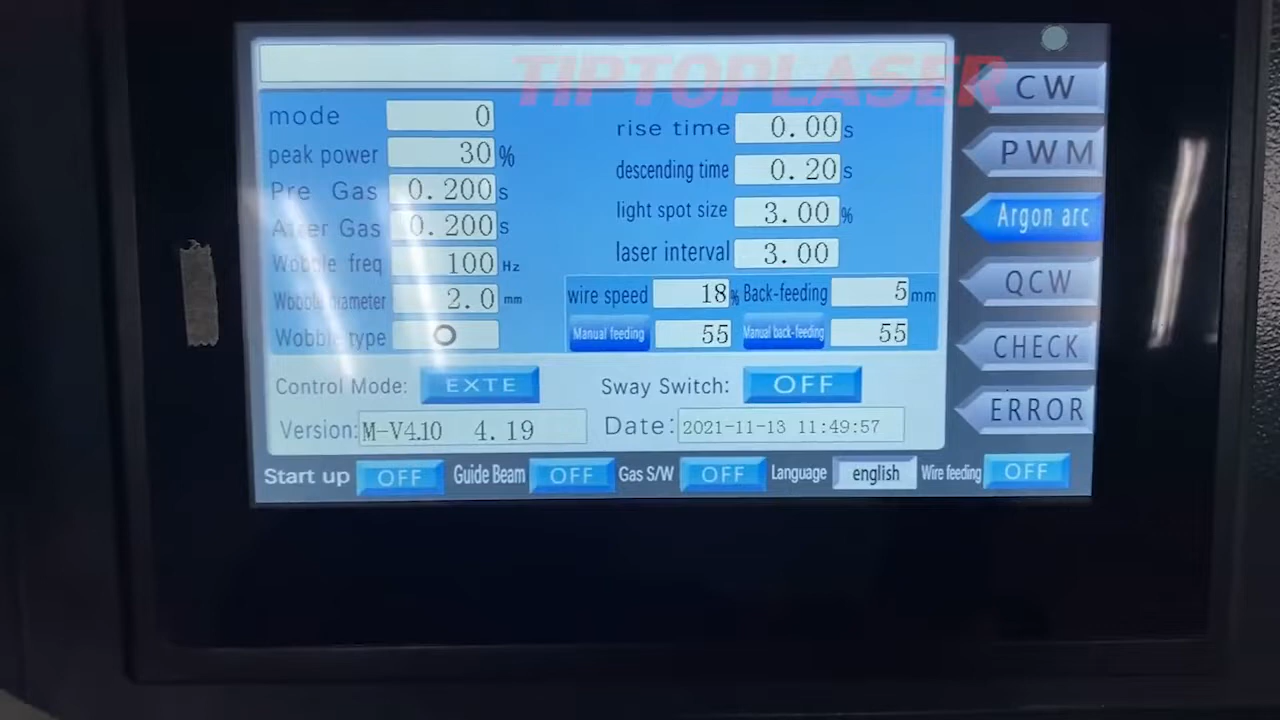 TIPTOPLASER
mode 0
peak power 30 %
Pre Gas 0.200 s
After Gas 0.200 s
Wobble freq 100 Hz
Wobble diameter 2.0 mm
Wobble type
rise time 0.00 s
descending time 0.20 s
light spot size 3.00 %
laser interval 3.00
wire speed 18 % Back-feeding 5 mm
Manual feeding 55 Manual back-feeding 55
Control Mode: EXTE Sway Switch: OFF
Version: M-V4.10 4.19 Date: 2021-11-13 11:49:57
Start up OFF Guide Beam OFF Gas S/W OFF Language english Wire feeding OFF
CW
PWM
Argon arc
QCW
CHECK
ERROR